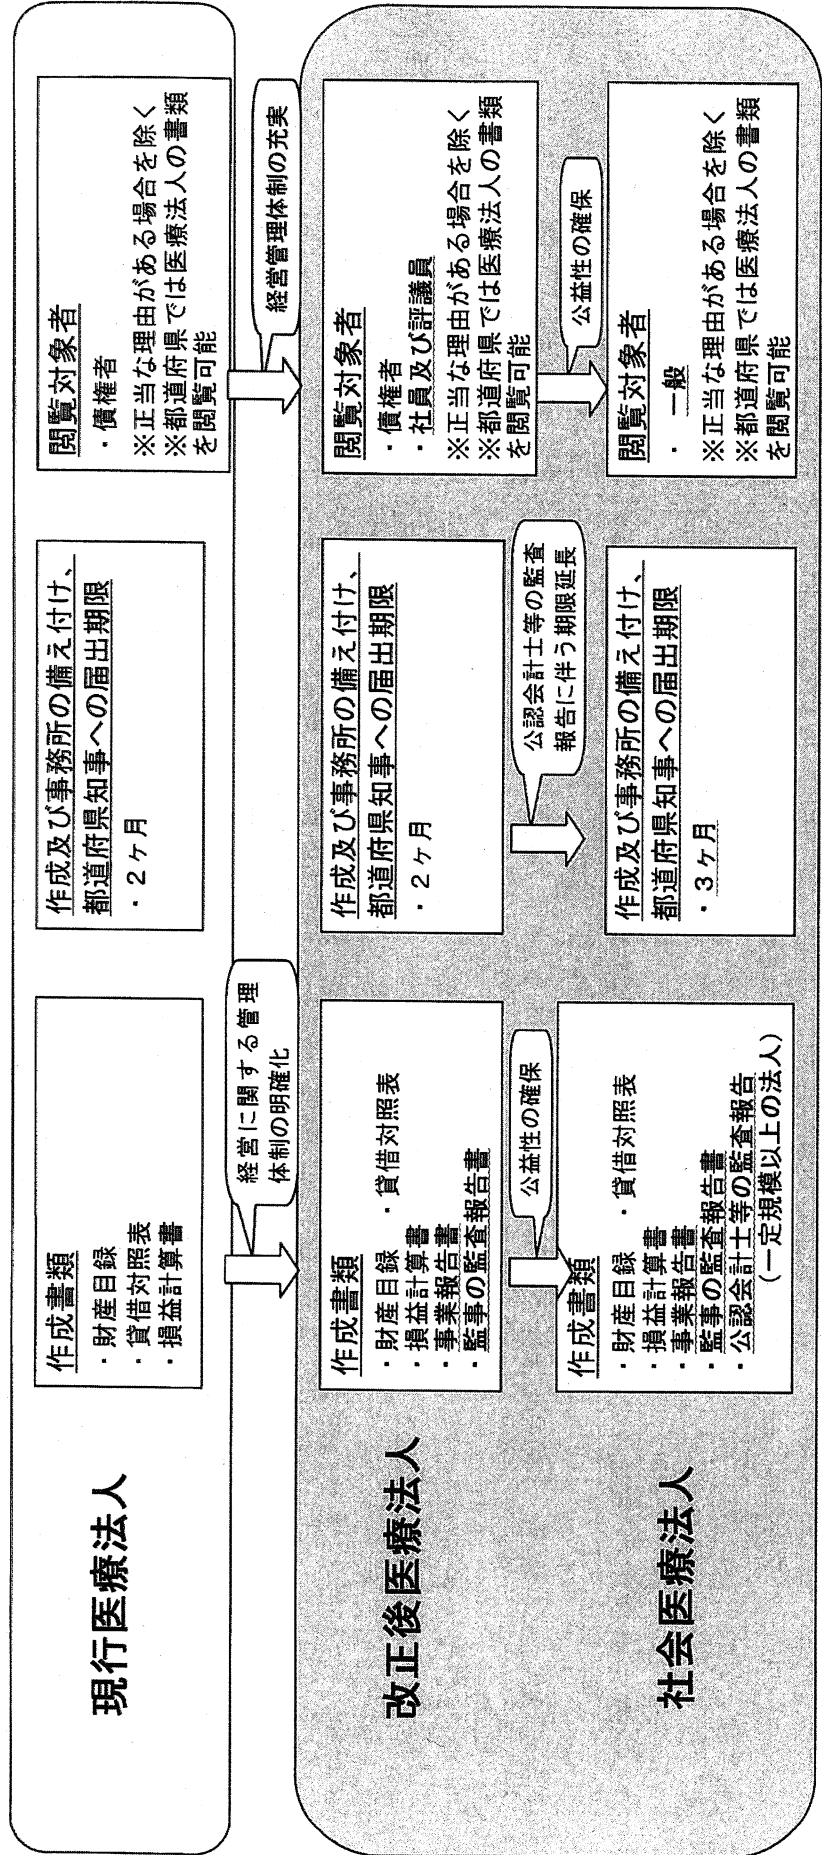 現行医療法人
作成書類
・財産目録
・貸借対照表
・損益計算書
作成及び事務所の備え付け、
都道府県知事への届出期限
・２ヶ月
閲覧対象者
・債権者
※正当な理由がある場合を除く
※都道府県では医療法人の書類
を閲覧可能
経営に関する管理
体制の明確化
経営管理体制の充実
改正後医療法人
作成書類
・財産目録　・貸借対照表
・損益計算書
・事業報告書
・監事の監査報告書
作成及び事務所の備え付け、
都道府県知事への届出期限
・２ヶ月
閲覧対象者
・債権者
・社員及び評議員
※正当な理由がある場合を除く
※都道府県では医療法人の書類
を閲覧可能
公益性の確保
公認会計士等の監査
報告に伴う期限延長
公益性の確保
社会医療法人
作成書類
・財産目録　・貸借対照表
・損益計算書
・事業報告書
・監事の監査報告書
・公認会計士等の監査報告
（一定規模以上の法人）
作成及び事務所の備え付け、
都道府県知事への届出期限
・３ヶ月
閲覧対象者
・一般
※正当な理由がある場合を除く
※都道府県では医療法人の書類
を閲覧可能